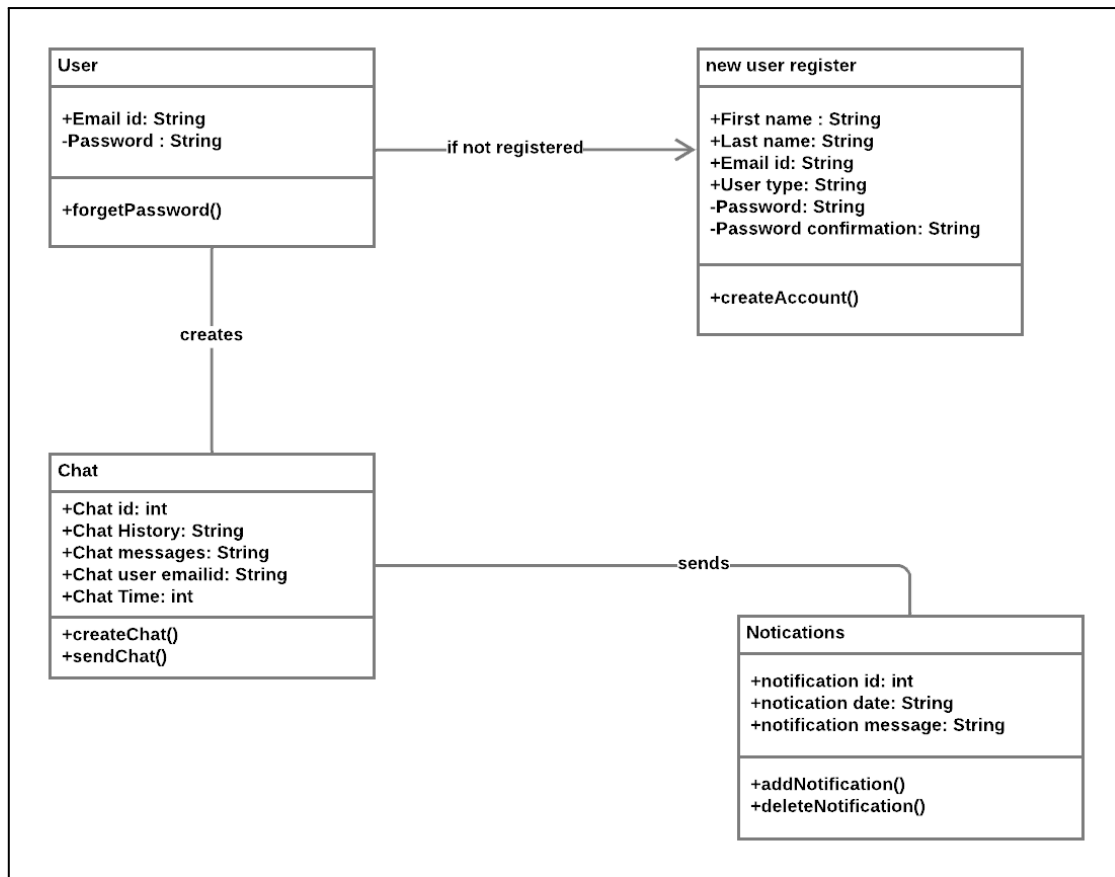 User
+Email id: String
-Password : String
+forgetPassword()
if not registered
new user register
+First name : String
+Last name: String
+Email id: String
+User type: String
-Password: String
-Password confirmation: String
+createAccount()
creates
Chat
+Chat id: int
+Chat History: String
+Chat messages: String
+Chat user emailid: String
+Chat Time: int
+createChat()
+sendChat()
sends
Notications
+notification id: int
+notication date: String
+notification message: String
+addNotification()
+deleteNotification()